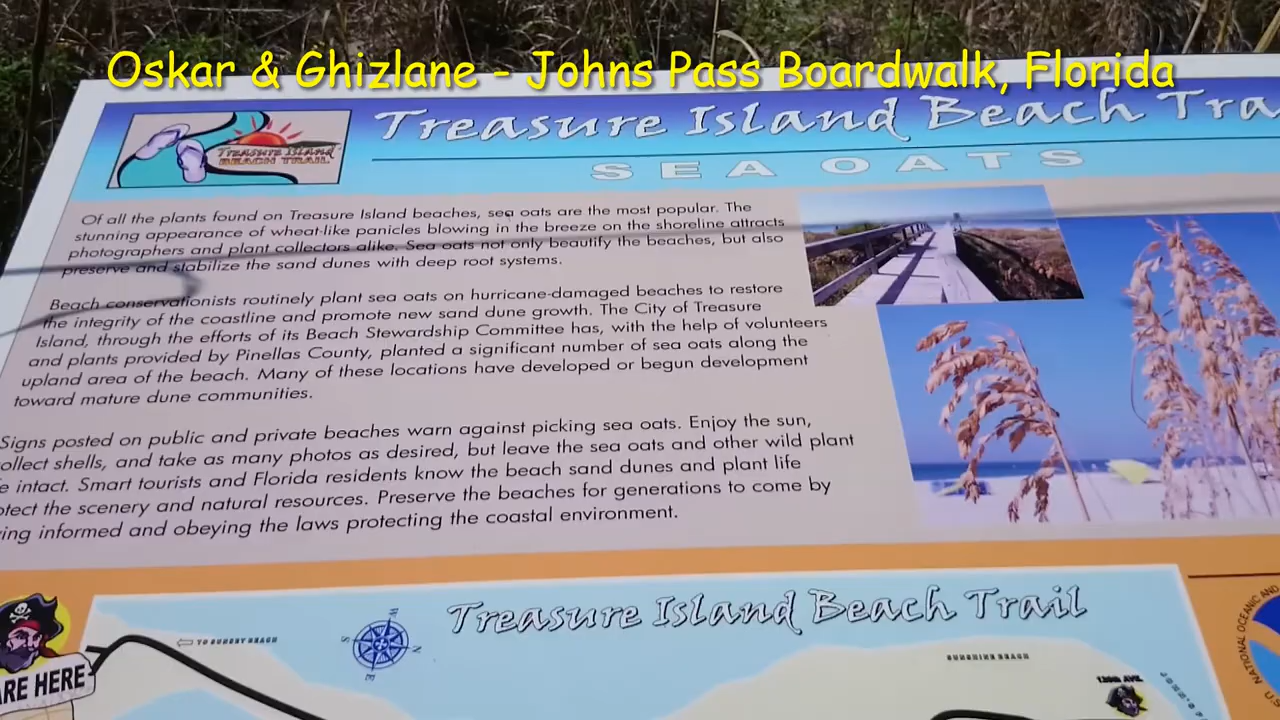 Oskar & Ghizlane - Johns Pass Boardwalk, Florida
Treasure Island Beach Tra
SEA OATS
Treasure Island
BEACH TRAIL
Of all the plants found on Treasure Island beaches, sea oats are the most popular. The
stunning appearance of wheat-like panicles blowing in the breeze on the shoreline attracts
photographers and plant collectors alike. Sea oats not only beautify the beaches, but also
preserve and stabilize the sand dunes with deep root systems.
Beach conservationists routinely plant sea oats on hurricane-damaged beaches to restore
the integrity of the coastline and promote new sand dune growth. The City of Treasure
Island, through the efforts of its Beach Stewardship Committee has, with the help of volunteers
and plants provided by Pinellas County, planted a significant number of sea oats along the
upland area of the beach. Many of these locations have developed or begun development
toward mature dune communities.
Signs posted on public and private beaches warn against picking sea oats. Enjoy the sun,
ollect shells, and take as many photos as desired, but leave the sea oats and other wild plant
e intact. Smart tourists and Florida residents know the beach sand dunes and plant life
otect the scenery and natural resources. Preserve the beaches for generations to come by
ing informed and obeying the laws protecting the coastal environment.
Treasure Island Beach Trail
TO SUNSET BEACH
SUNSHINE BEACH
ARE HERE
NATIONAL OCEANIC AND